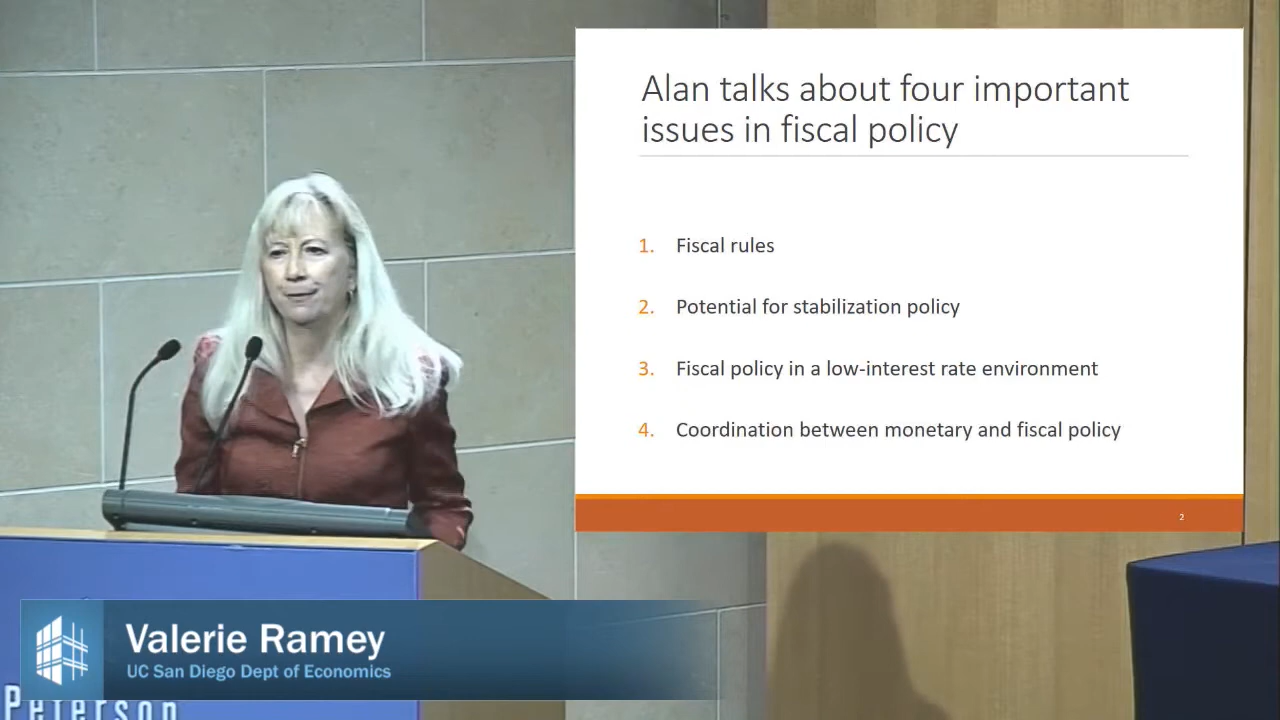 Alan talks about four important
issues in fiscal policy
1. Fiscal rules
2. Potential for stabilization policy
3. Fiscal policy in a low-interest rate environment
4. Coordination between monetary and fiscal policy
2
Valerie Ramey
UC San Diego Dept of Economics
Peterson